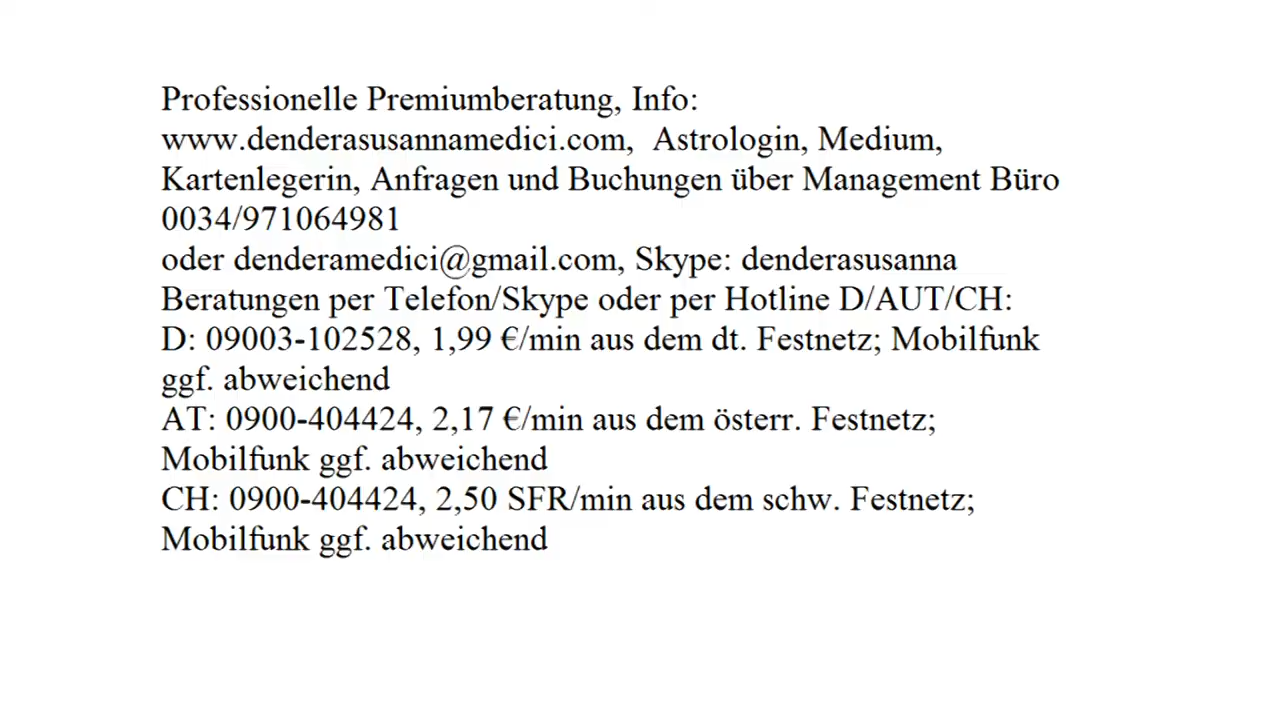 Professionelle Premiumberatung, Info:
www.denderasusannamedici.com,  Astrologin, Medium,
Kartenlegerin, Anfragen und Buchungen über Management Büro
0034/971064981
oder denderamedici@gmail.com, Skype: denderasusanna
Beratungen per Telefon/Skype oder per Hotline D/AUT/CH:
D: 09003-102528, 1,99 €/min aus dem dt. Festnetz; Mobilfunk
ggf. abweichend
AT: 0900-404424, 2,17 €/min aus dem österr. Festnetz;
Mobilfunk ggf. abweichend
CH: 0900-404424, 2,50 SFR/min aus dem schw. Festnetz;
Mobilfunk ggf. abweichend